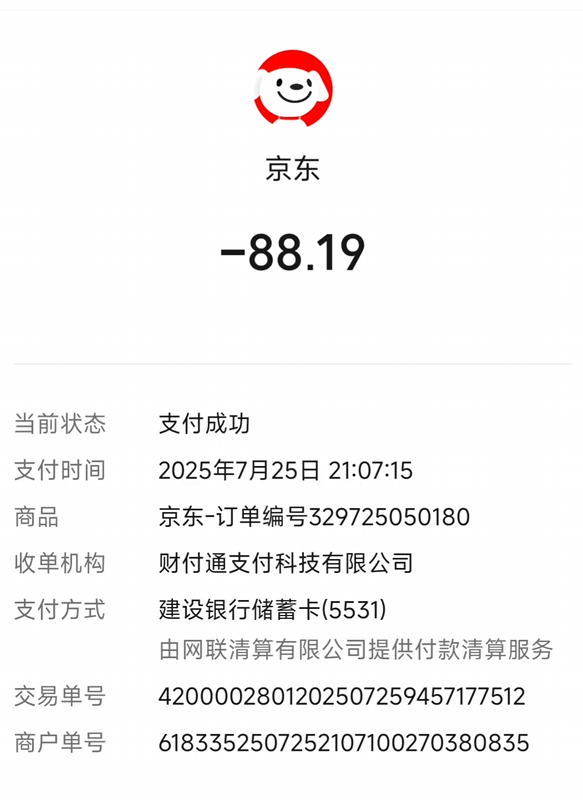 京东
-88.19
当前状态 支付成功
支付时间 2025年7月25日 21:07:15
商品 京东-订单编号329725050180
收单机构 财付通支付科技有限公司
支付方式 建设银行储蓄卡(5531)
由网联清算有限公司提供付款清算服务
交易单号 4200002801202507259457177512
商户单号 6183352507252107100270380835